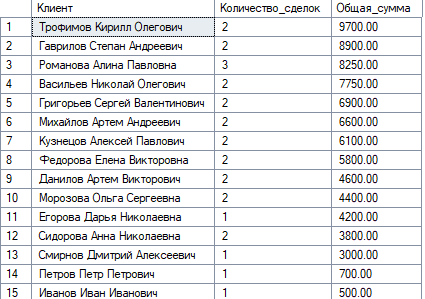 Клиент Количество_сделок Общая_сумма
1 Трофимов Кирилл Олегович 2 9700.00
2 Гаврилов Степан Андреевич 2 8900.00
3 Романова Алина Павловна 3 8250.00
4 Васильев Николай Олегович 2 7750.00
5 Григорьев Сергей Валентинович 2 6900.00
6 Михайлов Артем Андреевич 2 6600.00
7 Кузнецов Алексей Павлович 2 6100.00
8 Федорова Елена Викторовна 2 5800.00
9 Данилов Артем Викторович 2 4600.00
10 Морозова Ольга Сергеевна 2 4400.00
11 Егорова Дарья Николаевна 1 4200.00
12 Сидорова Анна Николаевна 2 3800.00
13 Смирнов Дмитрий Алексеевич 1 3000.00
14 Петров Петр Петрович 1 700.00
15 Иванов Иван Иванович 1 500.00